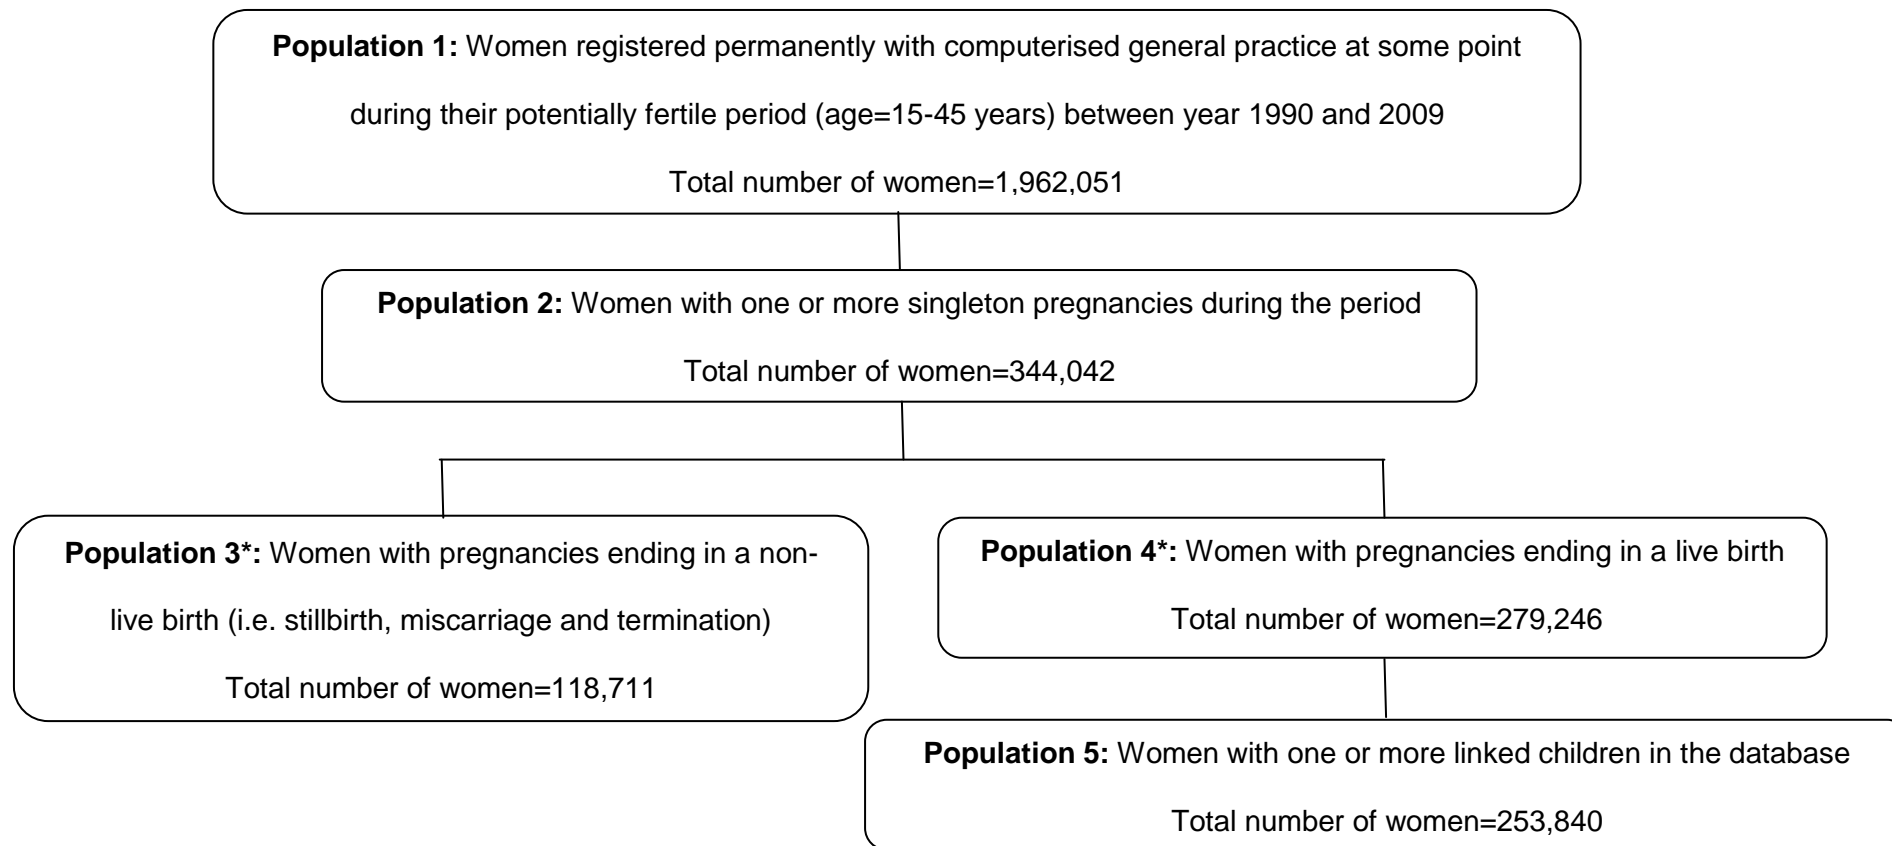 Population 1: Women registered permanently with computerised general practice at some point
during their potentially fertile period (age=15-45 years) between year 1990 and 2009
Total number of women=1,962,051
Population 2: Women with one or more singleton pregnancies during the period
Total number of women=344,042
Population 3*: Women with pregnancies ending in a non-
live birth (i.e. stillbirth, miscarriage and termination)
Total number of women=118,711
Population 4*: Women with pregnancies ending in a live birth
Total number of women=279,246
Population 5: Women with one or more linked children in the database
Total number of women=253,840